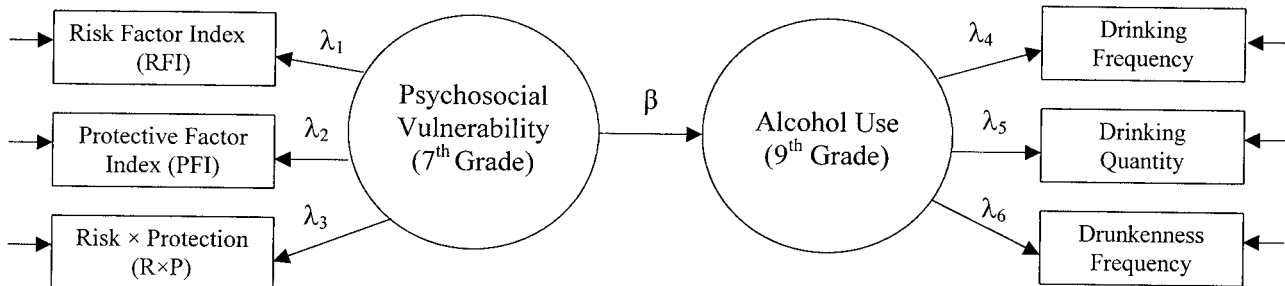 Risk Factor Index
(RFI)
λ1
Protective Factor
Index (PFI)
λ2
Risk × Protection
(R×P)
λ3
Psychosocial
Vulnerability
(7th Grade)
β
Alcohol Use
(9th Grade)
λ4
Drinking
Frequency
λ5
Drinking
Quantity
λ6
Drunkenness
Frequency